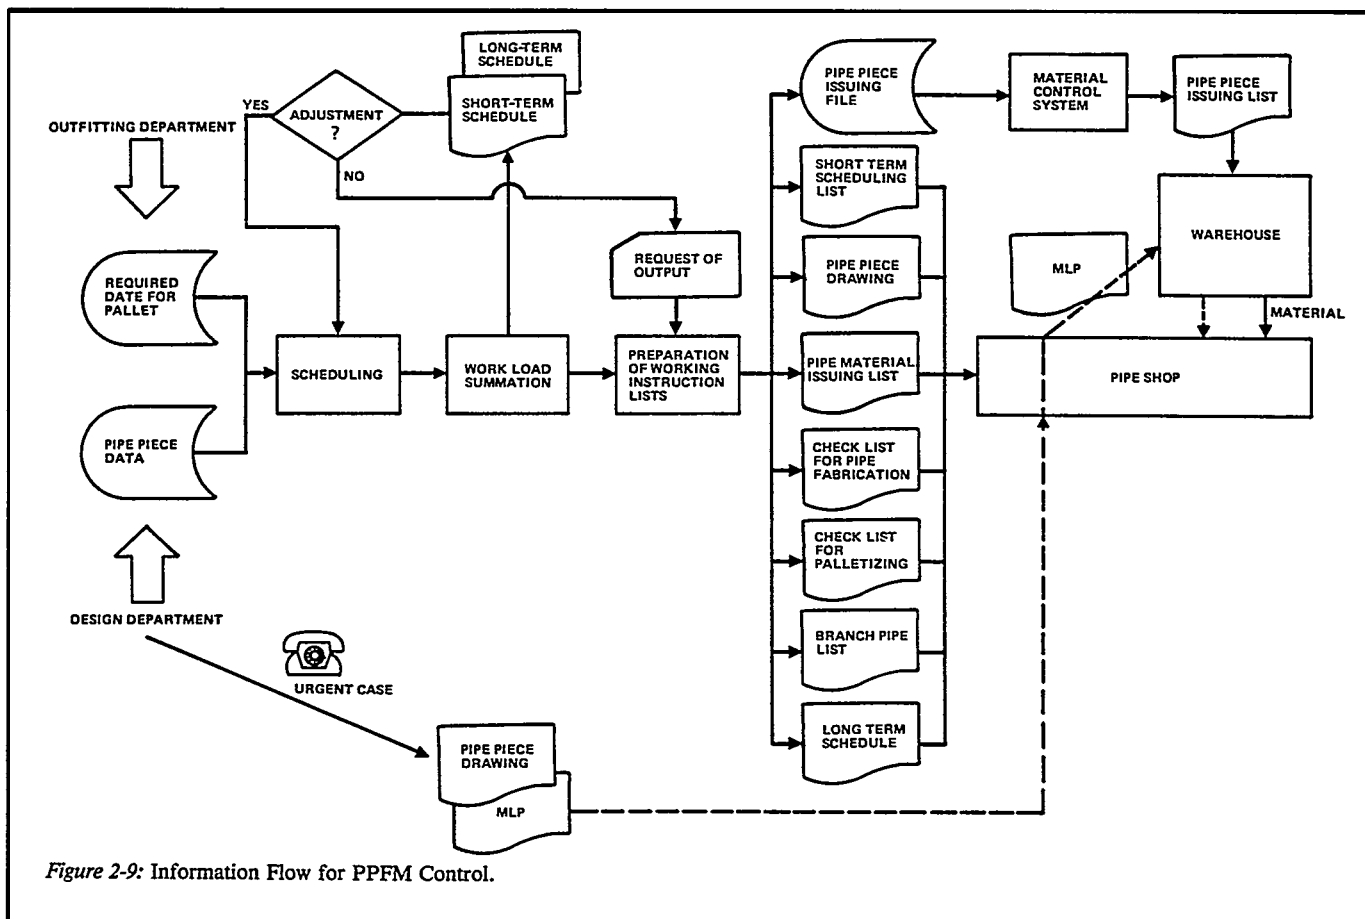 LONG-TERM
SCHEDULE
SHORT-TERM
SCHEDULE
YES
ADJUSTMENT
?
NO
OUTFITTING DEPARTMENT
REQUIRED
DATE FOR
PALLET
PIPE PIECE
DATA
DESIGN DEPARTMENT
SCHEDULING
WORK LOAD
SUMMATION
REQUEST OF
OUTPUT
PREPARATION
OF WORKING
INSTRUCTION
LISTS
PIPE PIECE
ISSUING
FILE
MATERIAL
CONTROL
SYSTEM
PIPE PIECE
ISSUING LIST
SHORT TERM
SCHEDULING
LIST
PIPE PIECE
DRAWING
PIPE MATERIAL
ISSUING LIST
CHECK LIST
FOR PIPE
FABRICATION
CHECK LIST
FOR
PALLETIZING
BRANCH PIPE
LIST
LONG TERM
SCHEDULE
MLP
WAREHOUSE
MATERIAL
PIPE SHOP
URGENT CASE
PIPE PIECE
DRAWING
MLP
Figure 2-9: Information Flow for PPFM Control.